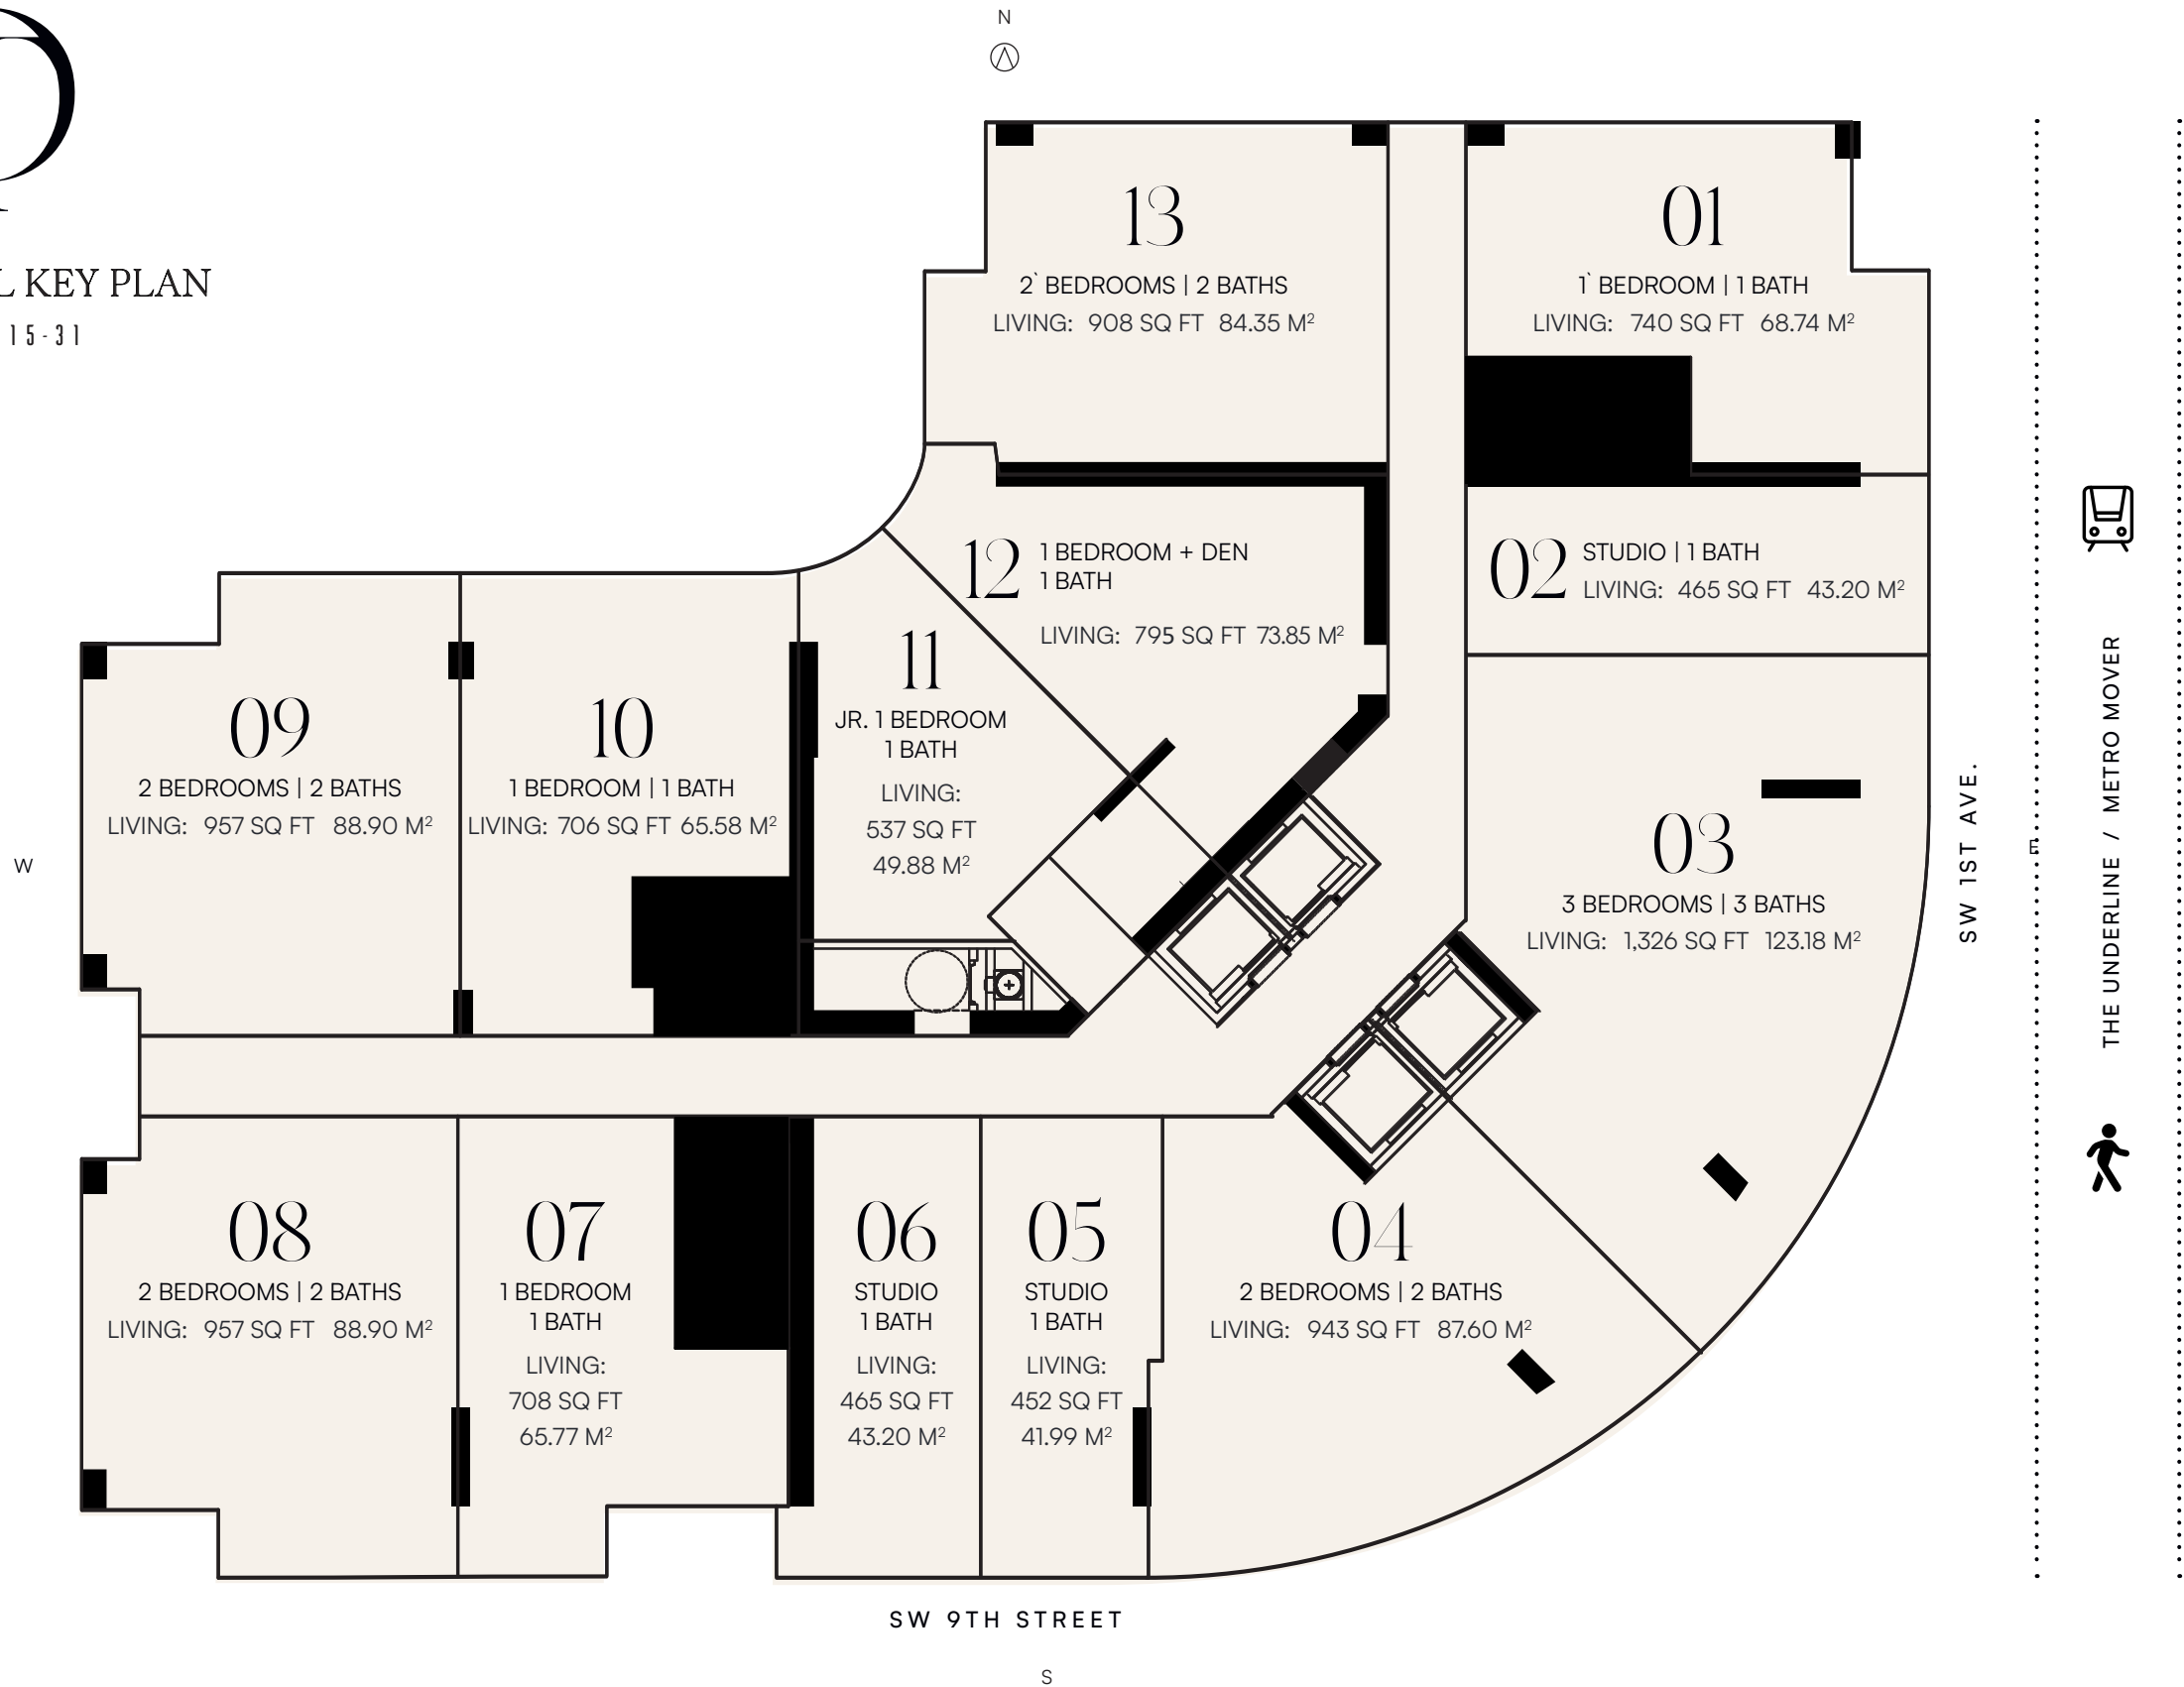 N
L KEY PLAN
15-31
13
2` BEDROOMS | 2 BATHS
LIVING: 908 SQ FT 84.35 M²
01
1` BEDROOM | 1 BATH
LIVING: 740 SQ FT 68.74 M²
12
1 BEDROOM + DEN
1 BATH
LIVING: 795 SQ FT 73.85 M²
02
STUDIO | 1 BATH
LIVING: 465 SQ FT 43.20 M²
11
JR. 1 BEDROOM
1 BATH
LIVING:
537 SQ FT
49.88 M²
09
2 BEDROOMS | 2 BATHS
LIVING: 957 SQ FT 88.90 M²
10
1 BEDROOM | 1 BATH
LIVING: 706 SQ FT 65.58 M²
03
3 BEDROOMS | 3 BATHS
LIVING: 1,326 SQ FT 123.18 M²
W
E
SW 1ST AVE.
THE UNDERLINE / METRO MOVER
08
2 BEDROOMS | 2 BATHS
LIVING: 957 SQ FT 88.90 M²
07
1 BEDROOM
1 BATH
LIVING:
708 SQ FT
65.77 M²
06
STUDIO
1 BATH
LIVING:
465 SQ FT
43.20 M²
05
STUDIO
1 BATH
LIVING:
452 SQ FT
41.99 M²
04
2 BEDROOMS | 2 BATHS
LIVING: 943 SQ FT 87.60 M²
SW 9TH STREET
S